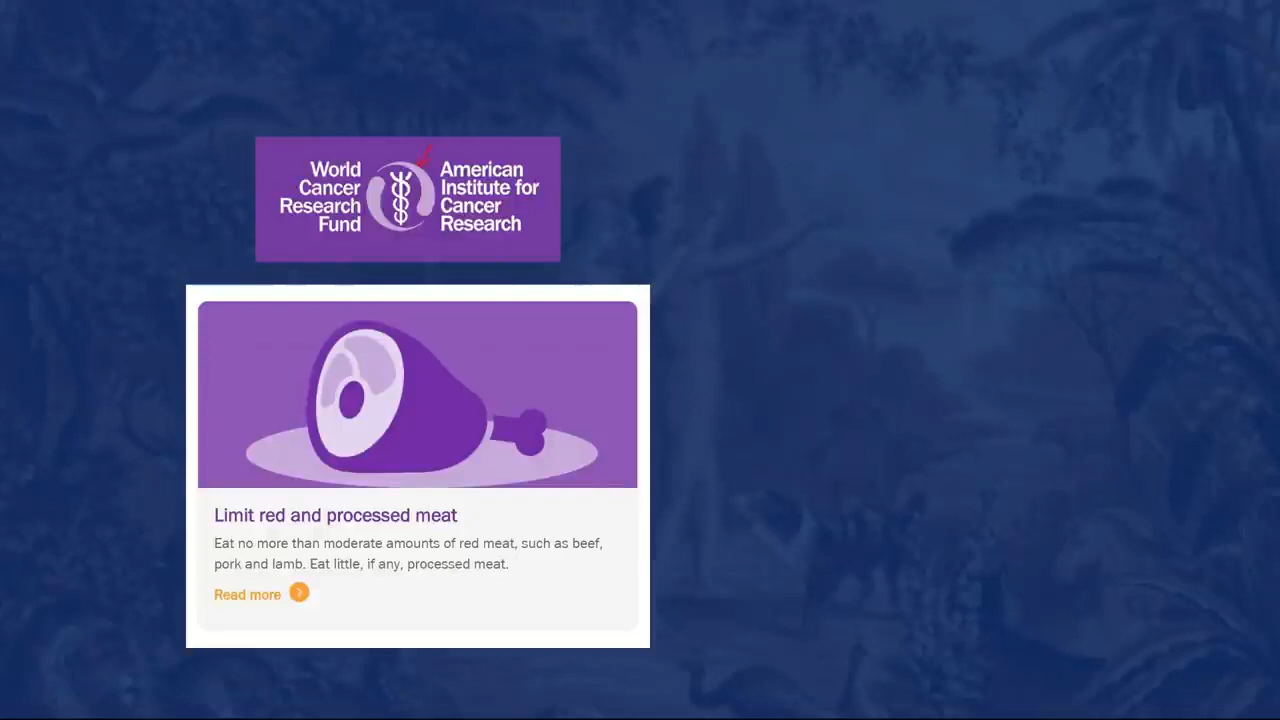 World
Cancer
Research
Fund
American
Institute for
Cancer
Research
Limit red and processed meat
Eat no more than moderate amounts of red meat, such as beef,
pork and lamb. Eat little, if any, processed meat.
Read more